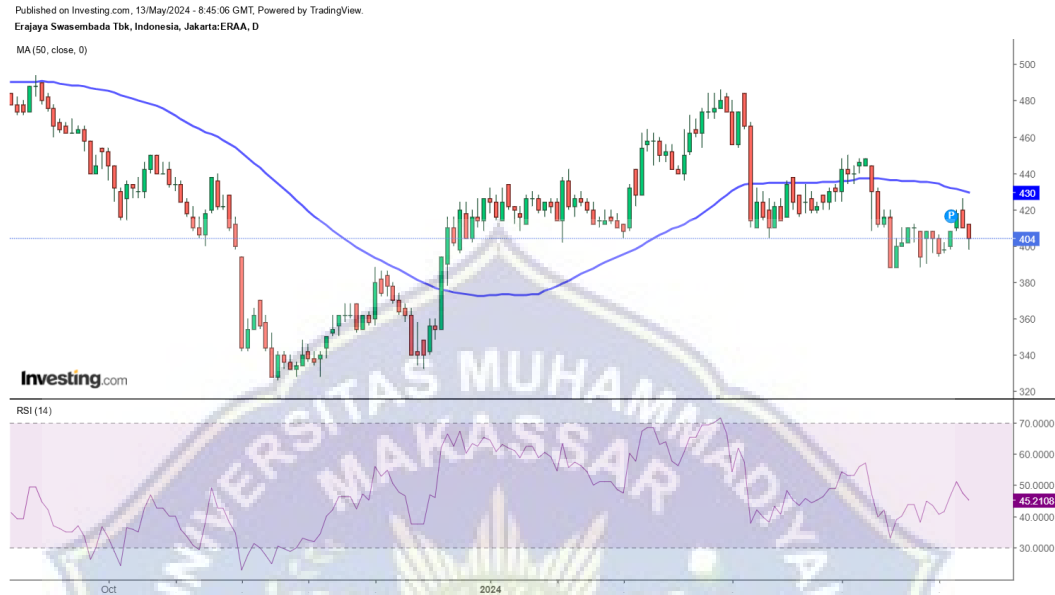 Published on Investing.com, 13/May/2024 - 8:45:06 GMT, Powered by TradingView.
Erajaya Swasembada Tbk, Indonesia, Jakarta:ERAA, D
MA (50, close, 0)
500
480
460
440
430
420
P
404
400
380
360
340
320
Investing.com
UNIVERSITAS MUHAMMADIYAH
MAKASSAR
RSI (14)
70.0000
60.0000
50.0000
45.2108
40.0000
30.0000
Oct
2024